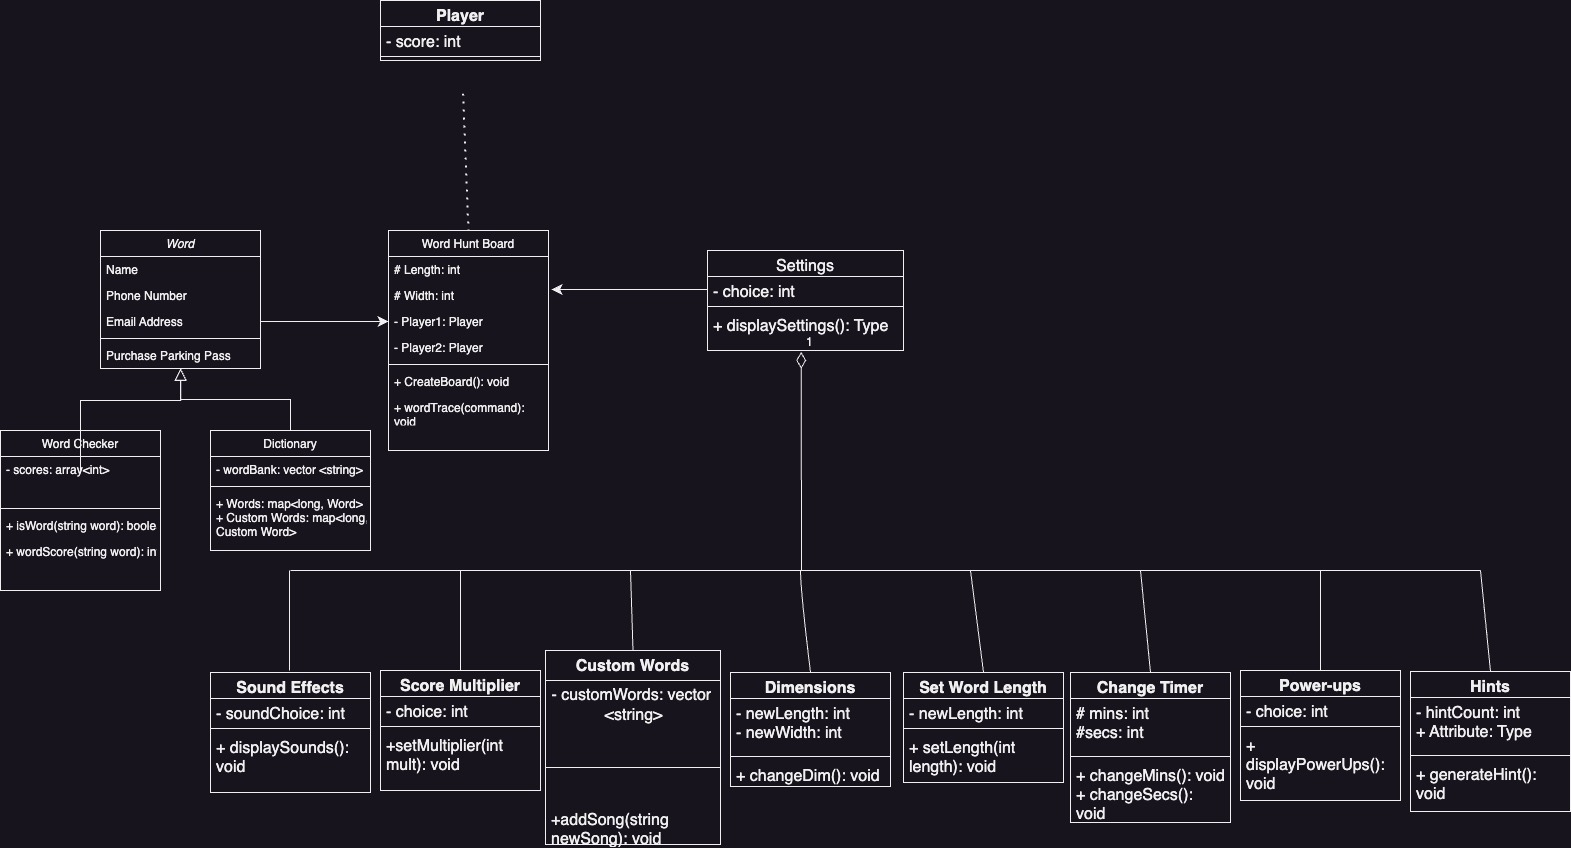 Player
- score: int
Word
Name
Phone Number
Email Address
Purchase Parking Pass
Word Hunt Board
# Length: int
# Width: int
- Player1: Player
- Player2: Player
+ CreateBoard(): void
+ wordTrace(command):
void
Settings
- choice: int
+ displaySettings(): Type
1
Word Checker
- scores: array<int>
+ isWord(string word): boole
+ wordScore(string word): in
Dictionary
- wordBank: vector <string>
+ Words: map<long, Word>
+ Custom Words: map<long,
Custom Word>
Sound Effects
- soundChoice: int
+ displaySounds():
void
Score Multiplier
- choice: int
+setMultiplier(int
mult): void
Custom Words
- customWords: vector
<string>
+addSong(string
newSong): void
Dimensions
- newLength: int
- newWidth: int
+ changeDim(): void
Set Word Length
- newLength: int
+ setLength(int
length): void
Change Timer
# mins: int
#secs: int
+ changeMins(): void
+ changeSecs():
void
Power-ups
- choice: int
+
displayPowerUps():
void
Hints
- hintCount: int
+ Attribute: Type
+ generateHint():
void